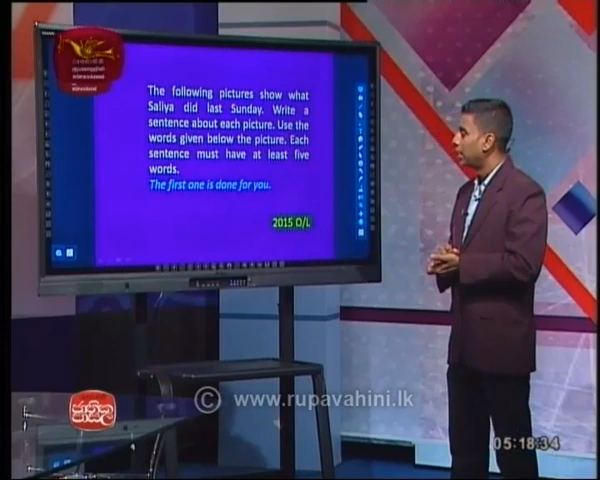 The following pictures show what
Saliya did last Sunday. Write a
sentence about each picture. Use the
words given below the picture. Each
sentence must have at least five
words.
The first one is done for you.
2015 O/L
© www.rupavahini.lk
05:18:34